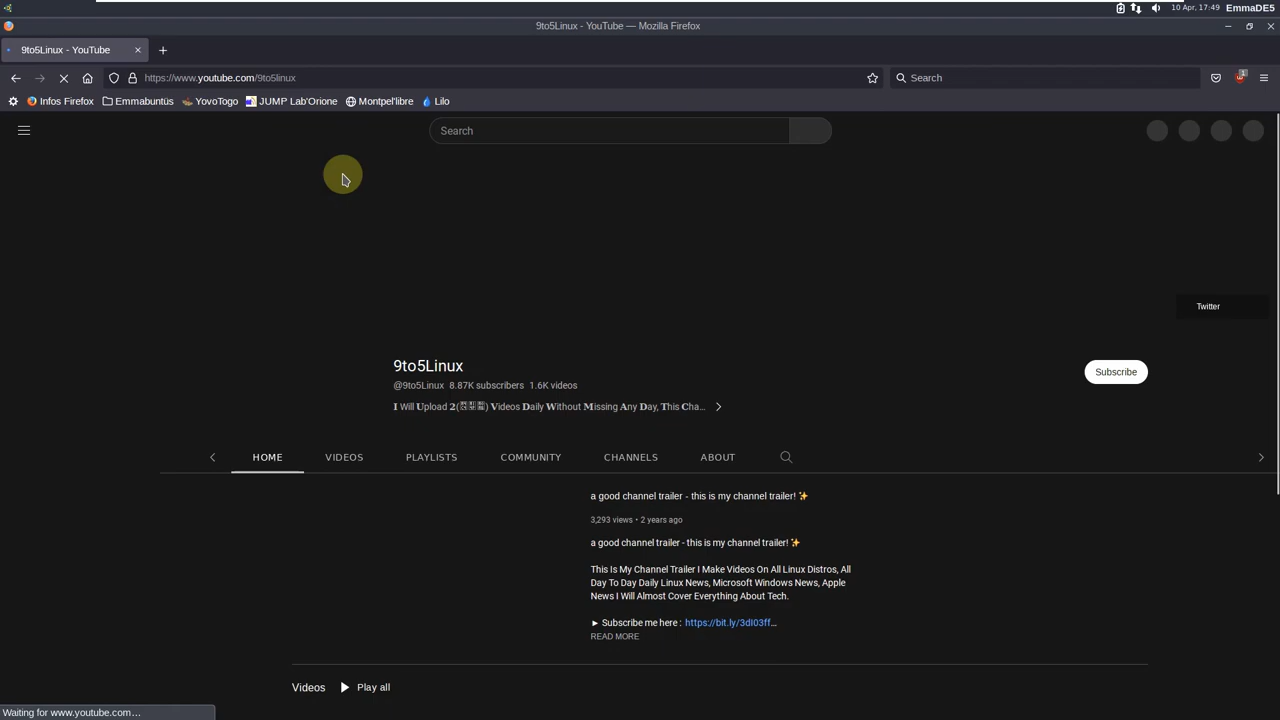 10 Apr, 17:49 EmmaDE5
9to5Linux - YouTube — Mozilla Firefox
9to5Linux - YouTube
https://www.youtube.com/9to5linux
Search
1
Infos Firefox Emmabuntüs YovoTogo JUMP Lab'Orione Montpel'libre Lilo
Search
Twitter
9to5Linux
@9to5Linux 8.87K subscribers 1.6K videos
Subscribe
𝐈 Will 𝐔pload 𝟐( ) 𝐕ideos 𝐃aily 𝐖ithout 𝐌issing 𝐀ny 𝐃ay, 𝐓his 𝐂ha...
HOME VIDEOS PLAYLISTS COMMUNITY CHANNELS ABOUT
a good channel trailer - this is my channel trailer! ✨
3,293 views • 2 years ago
a good channel trailer - this is my channel trailer! ✨
This Is My Channel Trailer I Make Videos On All Linux Distros, All
Day To Day Daily Linux News, Microsoft Windows News, Apple
News I Will Almost Cover Everything About Tech.
► Subscribe me here : https://bit.ly/3dI03ff...
READ MORE
Videos Play all
Waiting for www.youtube.com…